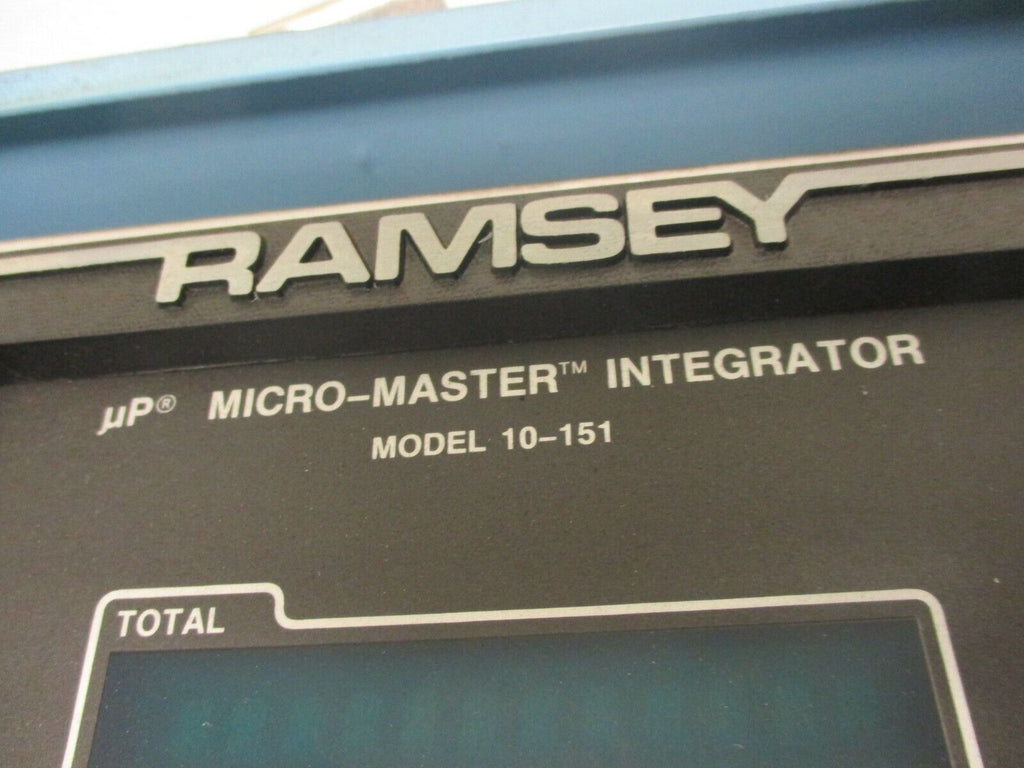 RAMSEY
µP® MICRO-MASTER™ INTEGRATOR
MODEL 10-151
TOTAL